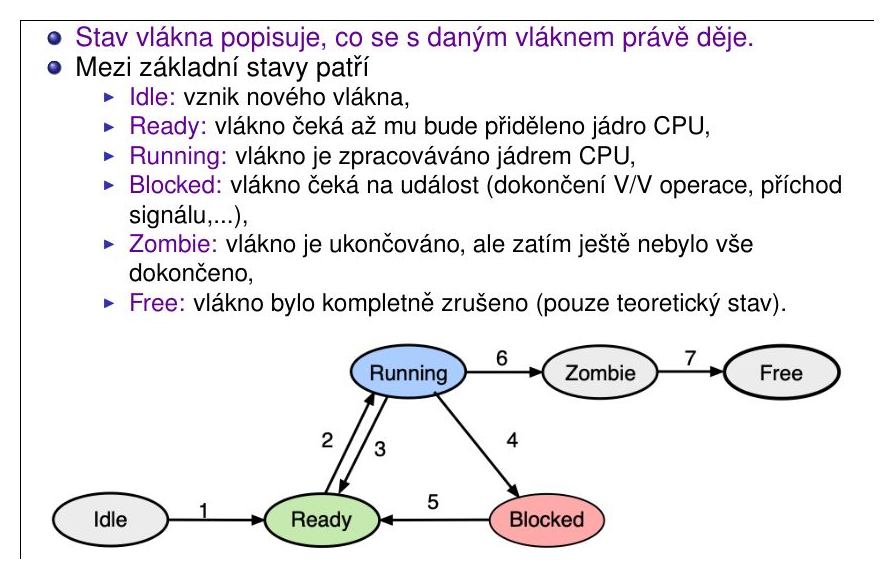 Stav vlákna popisuje, co se s daným vláknem právě děje.
Mezi základní stavy patří
Idle: vznik nového vlákna,
Ready: vlákno čeká až mu bude přiděleno jádro CPU,
Running: vlákno je zpracováváno jádrem CPU,
Blocked: vlákno čeká na událost (dokončení V/V operace, příchod
signálu,...),
Zombie: vlákno je ukončováno, ale zatím ještě nebylo vše
dokončeno,
Free: vlákno bylo kompletně zrušeno (pouze teoretický stav).
Running
6
Zombie
7
Free
2
3
4
Idle
1
Ready
5
Blocked